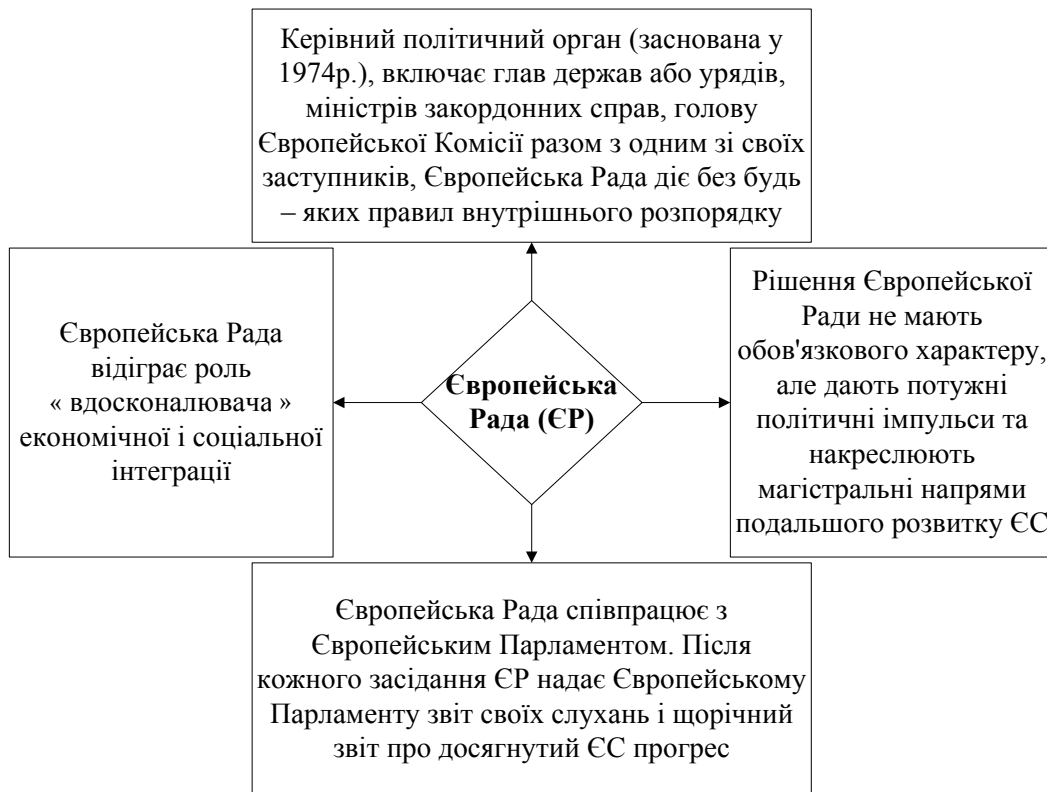 Керівний політичний орган (заснована у
1974р.), включає глав держав або урядів,
міністрів закордонних справ, голову
Європейської Комісії разом з одним зі своїх
заступників, Європейська Рада діє без будь
– яких правил внутрішнього розпорядку
Європейська Рада
відіграє роль
« вдосконалювача »
економічної і соціальної
інтеграції
Європейська
Рада (ЄР)
Рішення Європейської
Ради не мають
обов'язкового характеру,
але дають потужні
політичні імпульси та
накреслюють
магістральні напрями
подальшого розвитку ЄС
Європейська Рада співпрацює з
Європейським Парламентом. Після
кожного засідання ЄР надає Європейському
Парламенту звіт своїх слухань і щорічний
звіт про досягнутий ЄС прогрес